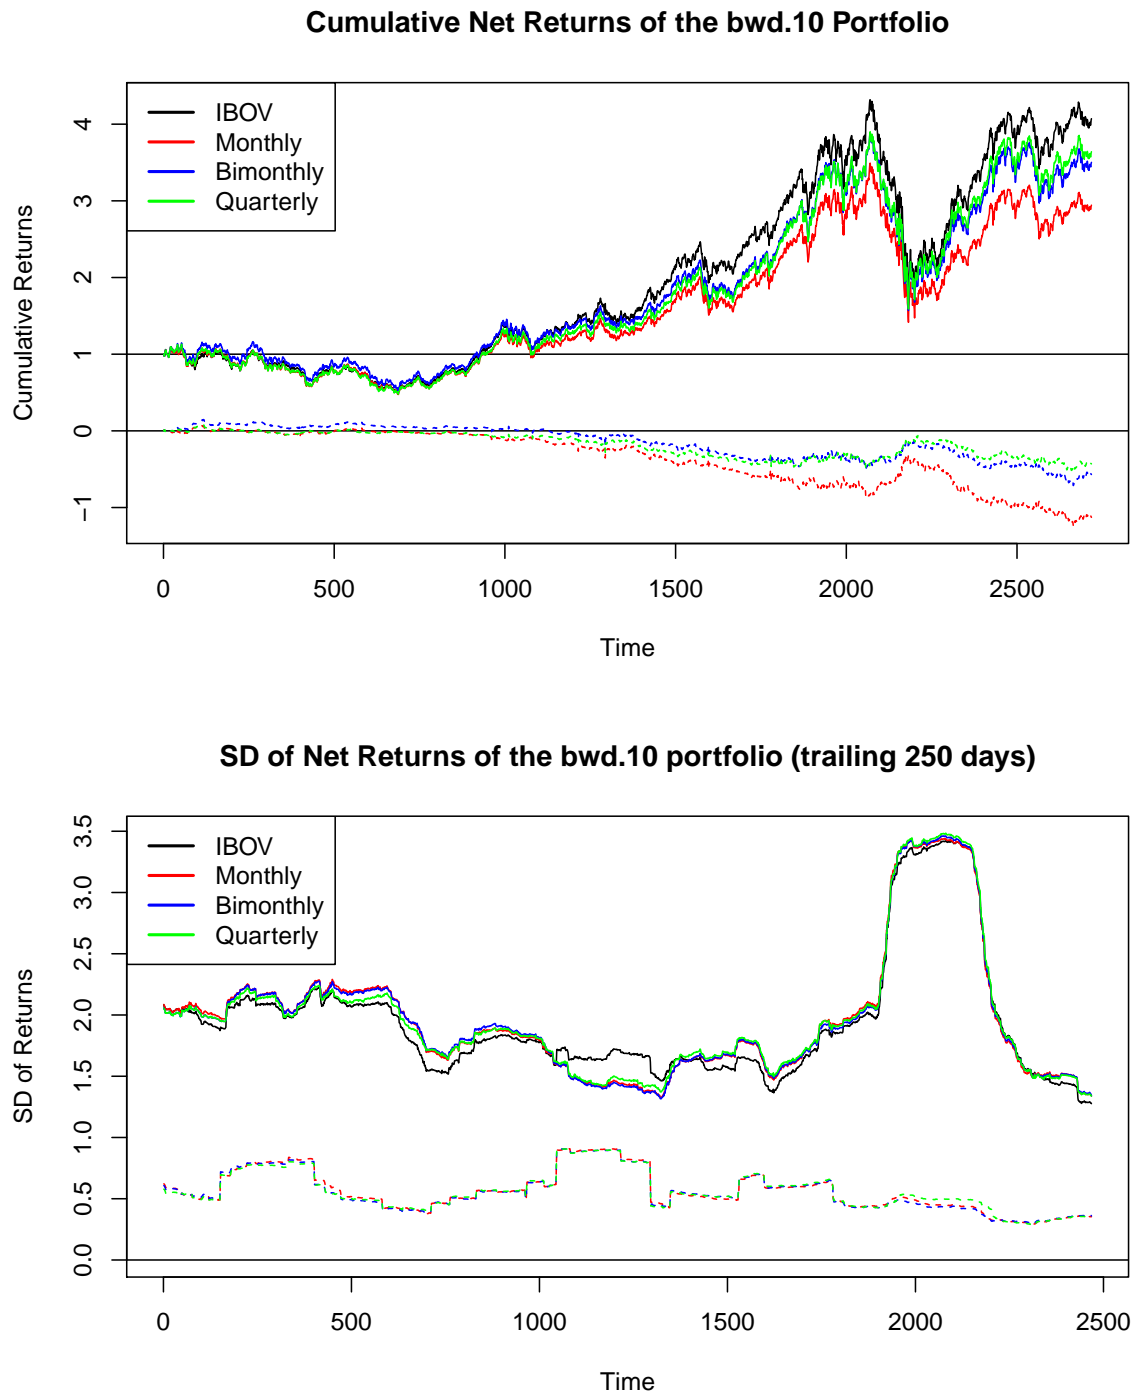 Cumulative Net Returns of the bwd.10 Portfolio
IBOV
Monthly
Bimonthly
Quarterly
Cumulative Returns
4
3
2
1
0
−1
0 500 1000 1500 2000 2500
Time
SD of Net Returns of the bwd.10 portfolio (trailing 250 days)
IBOV
Monthly
Bimonthly
Quarterly
SD of Returns
3.5
3.0
2.5
2.0
1.5
1.0
0.5
0.0
0 500 1000 1500 2000 2500
Time